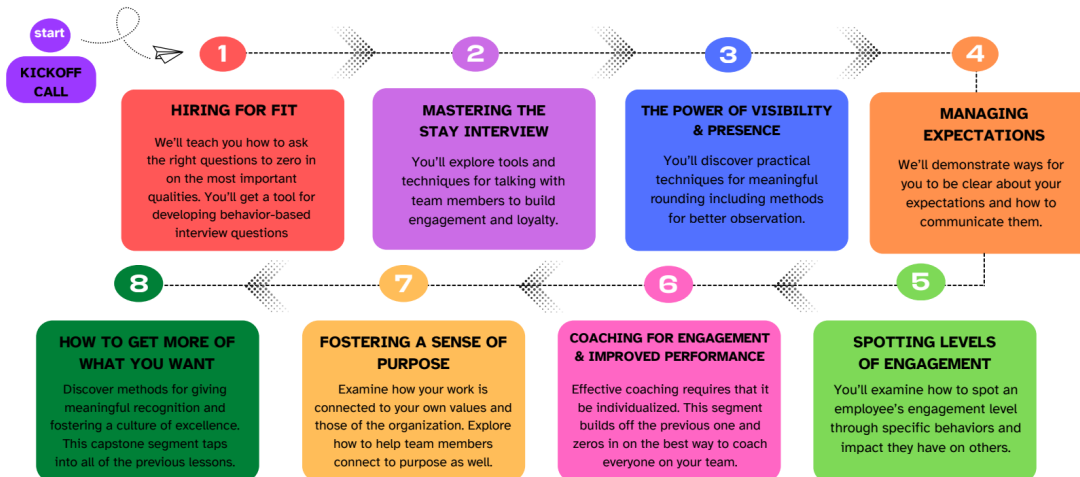 start
KICKOFF
CALL
1
2
3
4
HIRING FOR FIT
We'll teach you how to ask
the right questions to zero in
on the most important
qualities. You'll get a tool for
developing behavior-based
interview questions
MASTERING THE
STAY INTERVIEW
You'll explore tools and
techniques for talking with
team members to build
engagement and loyalty.
THE POWER OF VISIBILITY
& PRESENCE
You'll discover practical
techniques for meaningful
rounding including methods
for better observation.
MANAGING
EXPECTATIONS
We'll demonstrate ways for
you to be clear about your
expectations and how to
communicate them.
5
SPOTTING LEVELS
OF ENGAGEMENT
You'll examine how to spot an
employee's engagement level
through specific behaviors and
impact they have on others.
6
COACHING FOR ENGAGEMENT
& IMPROVED PERFORMANCE
Effective coaching requires that it
be individualized. This segment
builds off the previous one and
zeros in on the best way to coach
everyone on your team.
7
FOSTERING A SENSE OF
PURPOSE
Examine how your work is
connected to your own values and
those of the organization. Explore
how to help team members
connect to purpose as well.
8
HOW TO GET MORE OF
WHAT YOU WANT
Discover methods for giving
meaningful recognition and
fostering a culture of excellence.
This capstone segment taps
into all of the previous lessons.